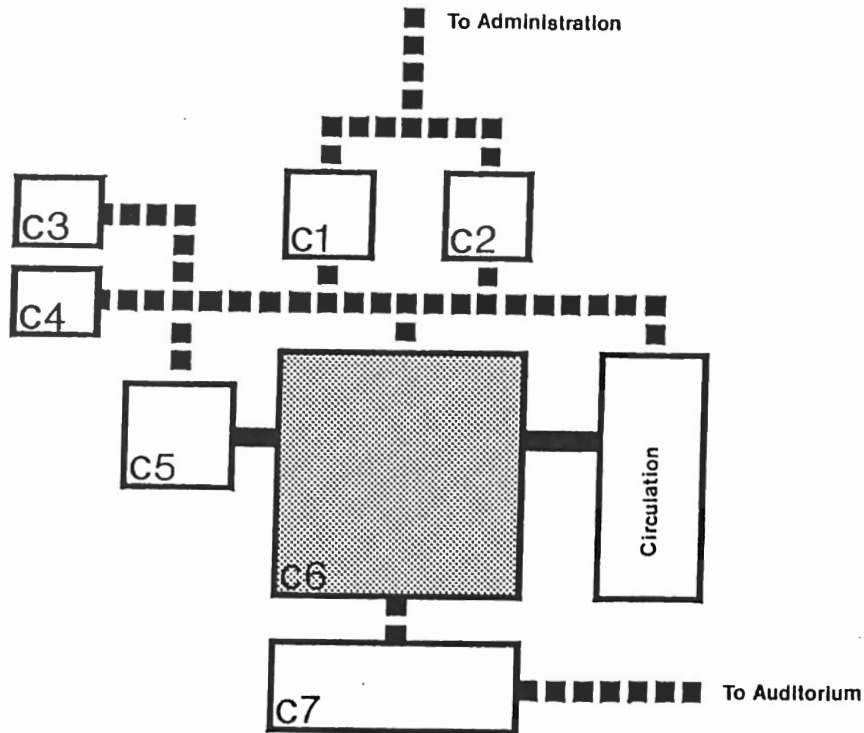 To Administration
C3
C1
C2
C4
C5
Circulation
C6
C7
To Auditorium